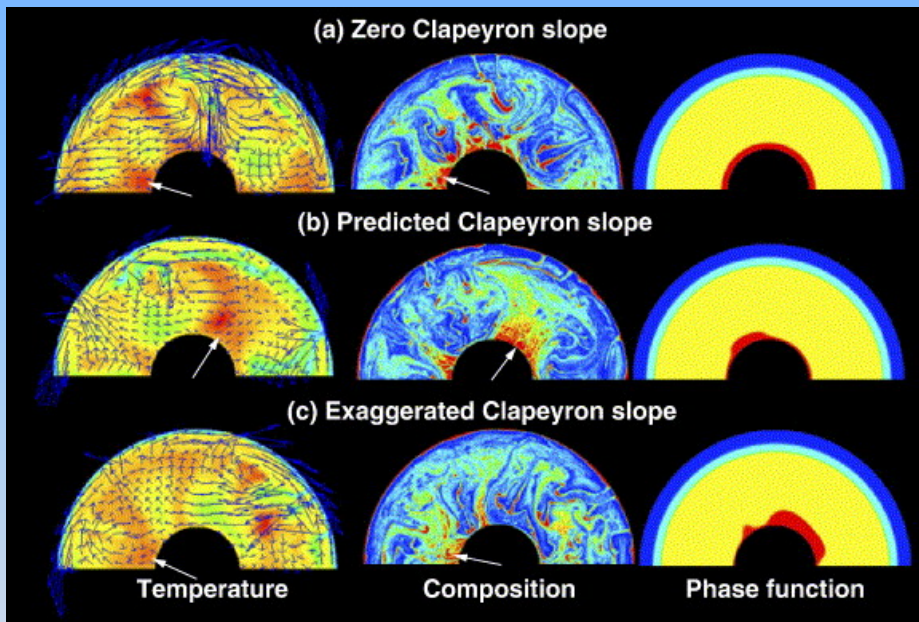 (a) Zero Clapeyron slope
(b) Predicted Clapeyron slope
(c) Exaggerated Clapeyron slope
Temperature Composition Phase function